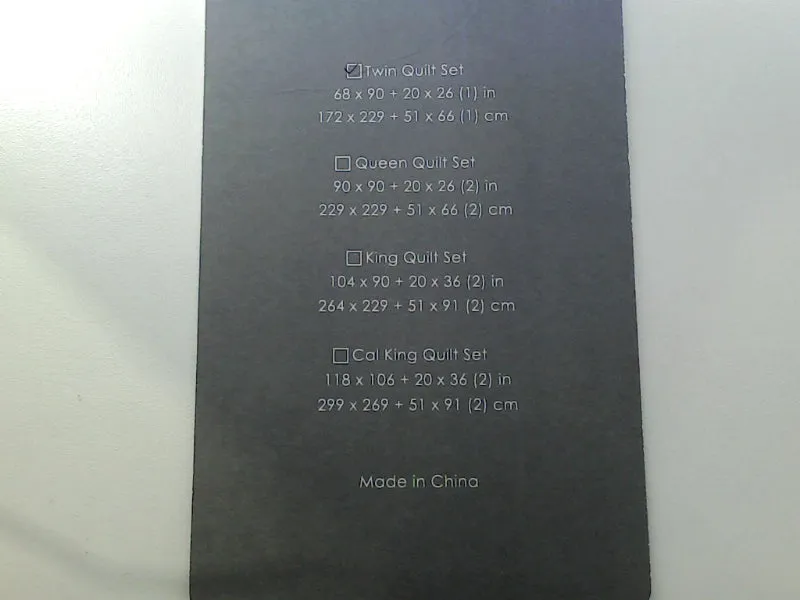 ☑ Twin Quilt Set
68 x 90 + 20 x 26 (1) in
172 x 229 + 51 x 66 (1) cm
☐ Queen Quilt Set
90 x 90 + 20 x 26 (2) in
229 x 229 + 51 x 66 (2) cm
☐ King Quilt Set
104 x 90 + 20 x 36 (2) in
264 x 229 + 51 x 91 (2) cm
☐ Cal King Quilt Set
118 x 106 + 20 x 36 (2) in
299 x 269 + 51 x 91 (2) cm
Made in China